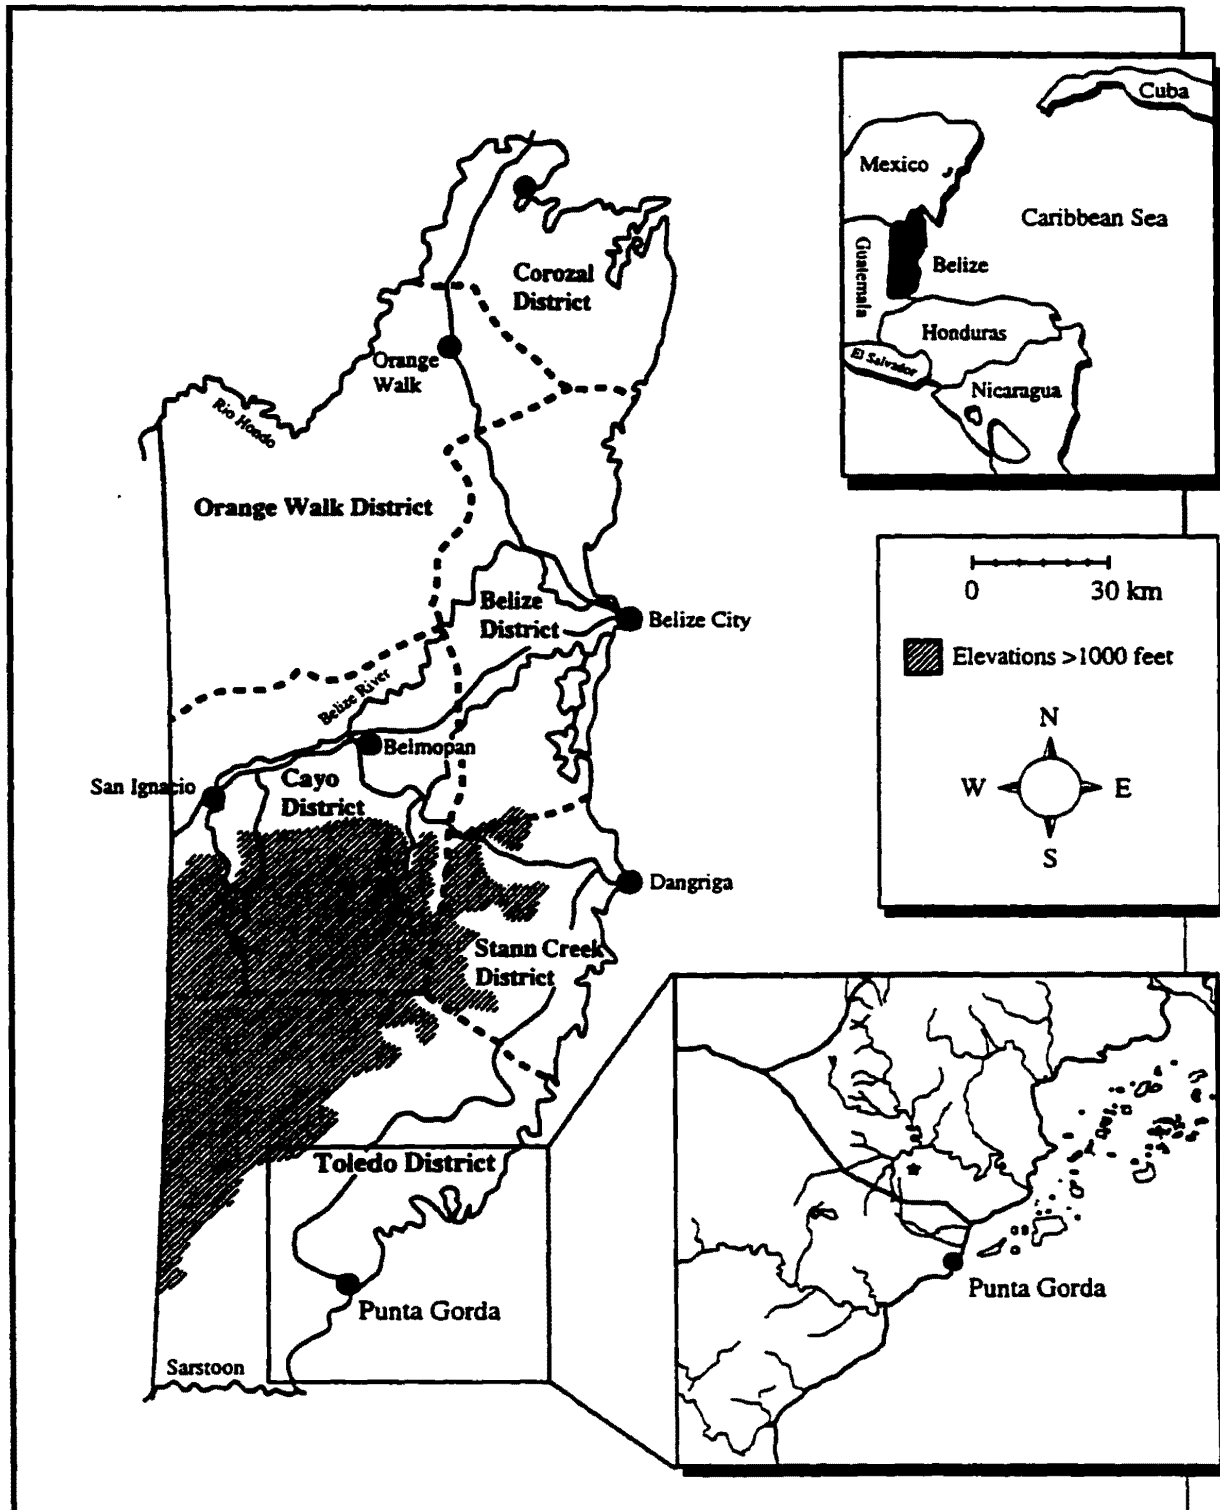 Cuba
Mexico
Caribbean Sea
Guatemala
Belize
Honduras
El Salvador
Nicaragua
Corozal
District
Orange
Walk
Rio Hondo
Orange Walk District
0 30 km
Elevations >1000 feet
N
W E
S
Belize
District
Belize City
Belize River
Belmopan
San Ignacio
Cayo
District
Dangriga
Stann Creek
District
Toledo District
Punta Gorda
Sarstoon
Punta Gorda